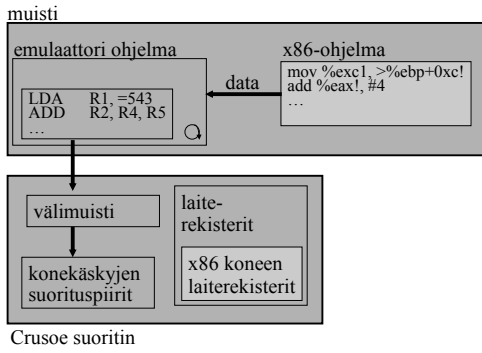 muisti
emulaattori ohjelma
x86-ohjelma
mov %exc1, >%ebp+0xc!
add %eax!, #4
…
data
LDA R1, =543
ADD R2, R4, R5
…
välimuisti
laite-
rekisterit
konekäskyjen
suorituspiirit
x86 koneen
laiterekisterit
Crusoe suoritin